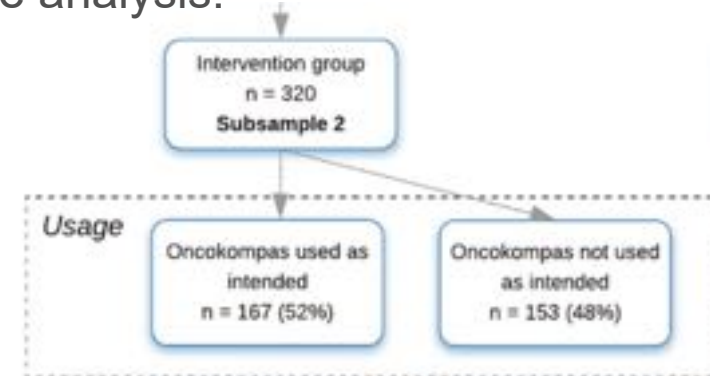 analysis.
Intervention group
n = 320
Subsample 2
Usage
Oncokompas used as
intended
n = 167 (52%)
Oncokompas not used
as intended
n = 153 (48%)